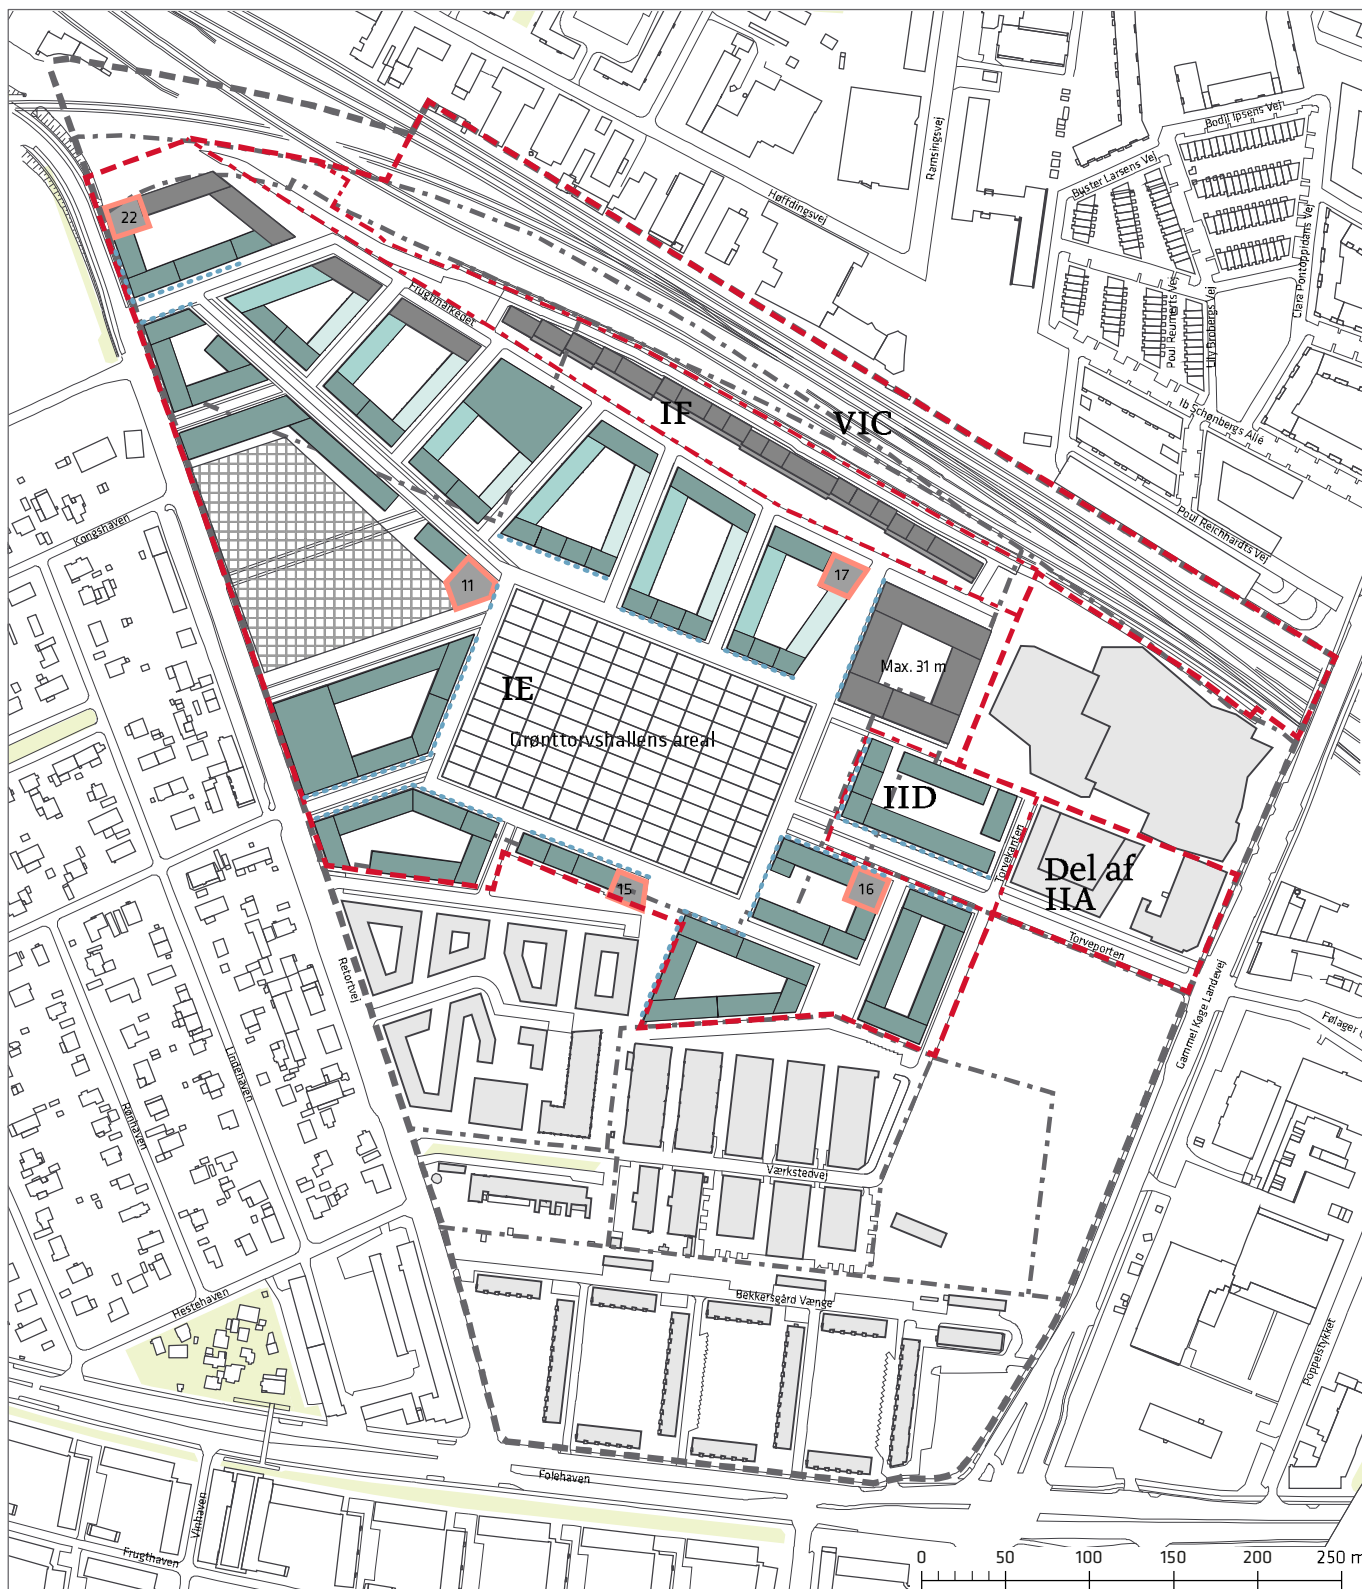 Bodil Ipsens Vej
Ramsingsvej
Buster Larsens Vej
Høffdingsvej
22
Clara Pontoppidans Vej
Frugtmarkedet
Poul Reumerts Vej
Lilly Brobergs Vej
IF
VIC
Ib Schønbergs Allé
Kongshaven
Poul Reichhardts Vej
11
17
Max. 31 m
IE
Grønttorvshallens areal
IID
Torvekanten
Del af
IIA
15
16
Torveporten
Retortvej
Gammel Køge Landevej
Følager
Lindehaven
Rønhaven
Værkstedvej
Hestehaven
Bekkersgård Vænge
Poppelstykket
Folehaven
Vinhaven
Frugthaven
0 50 100 150 200 250 m